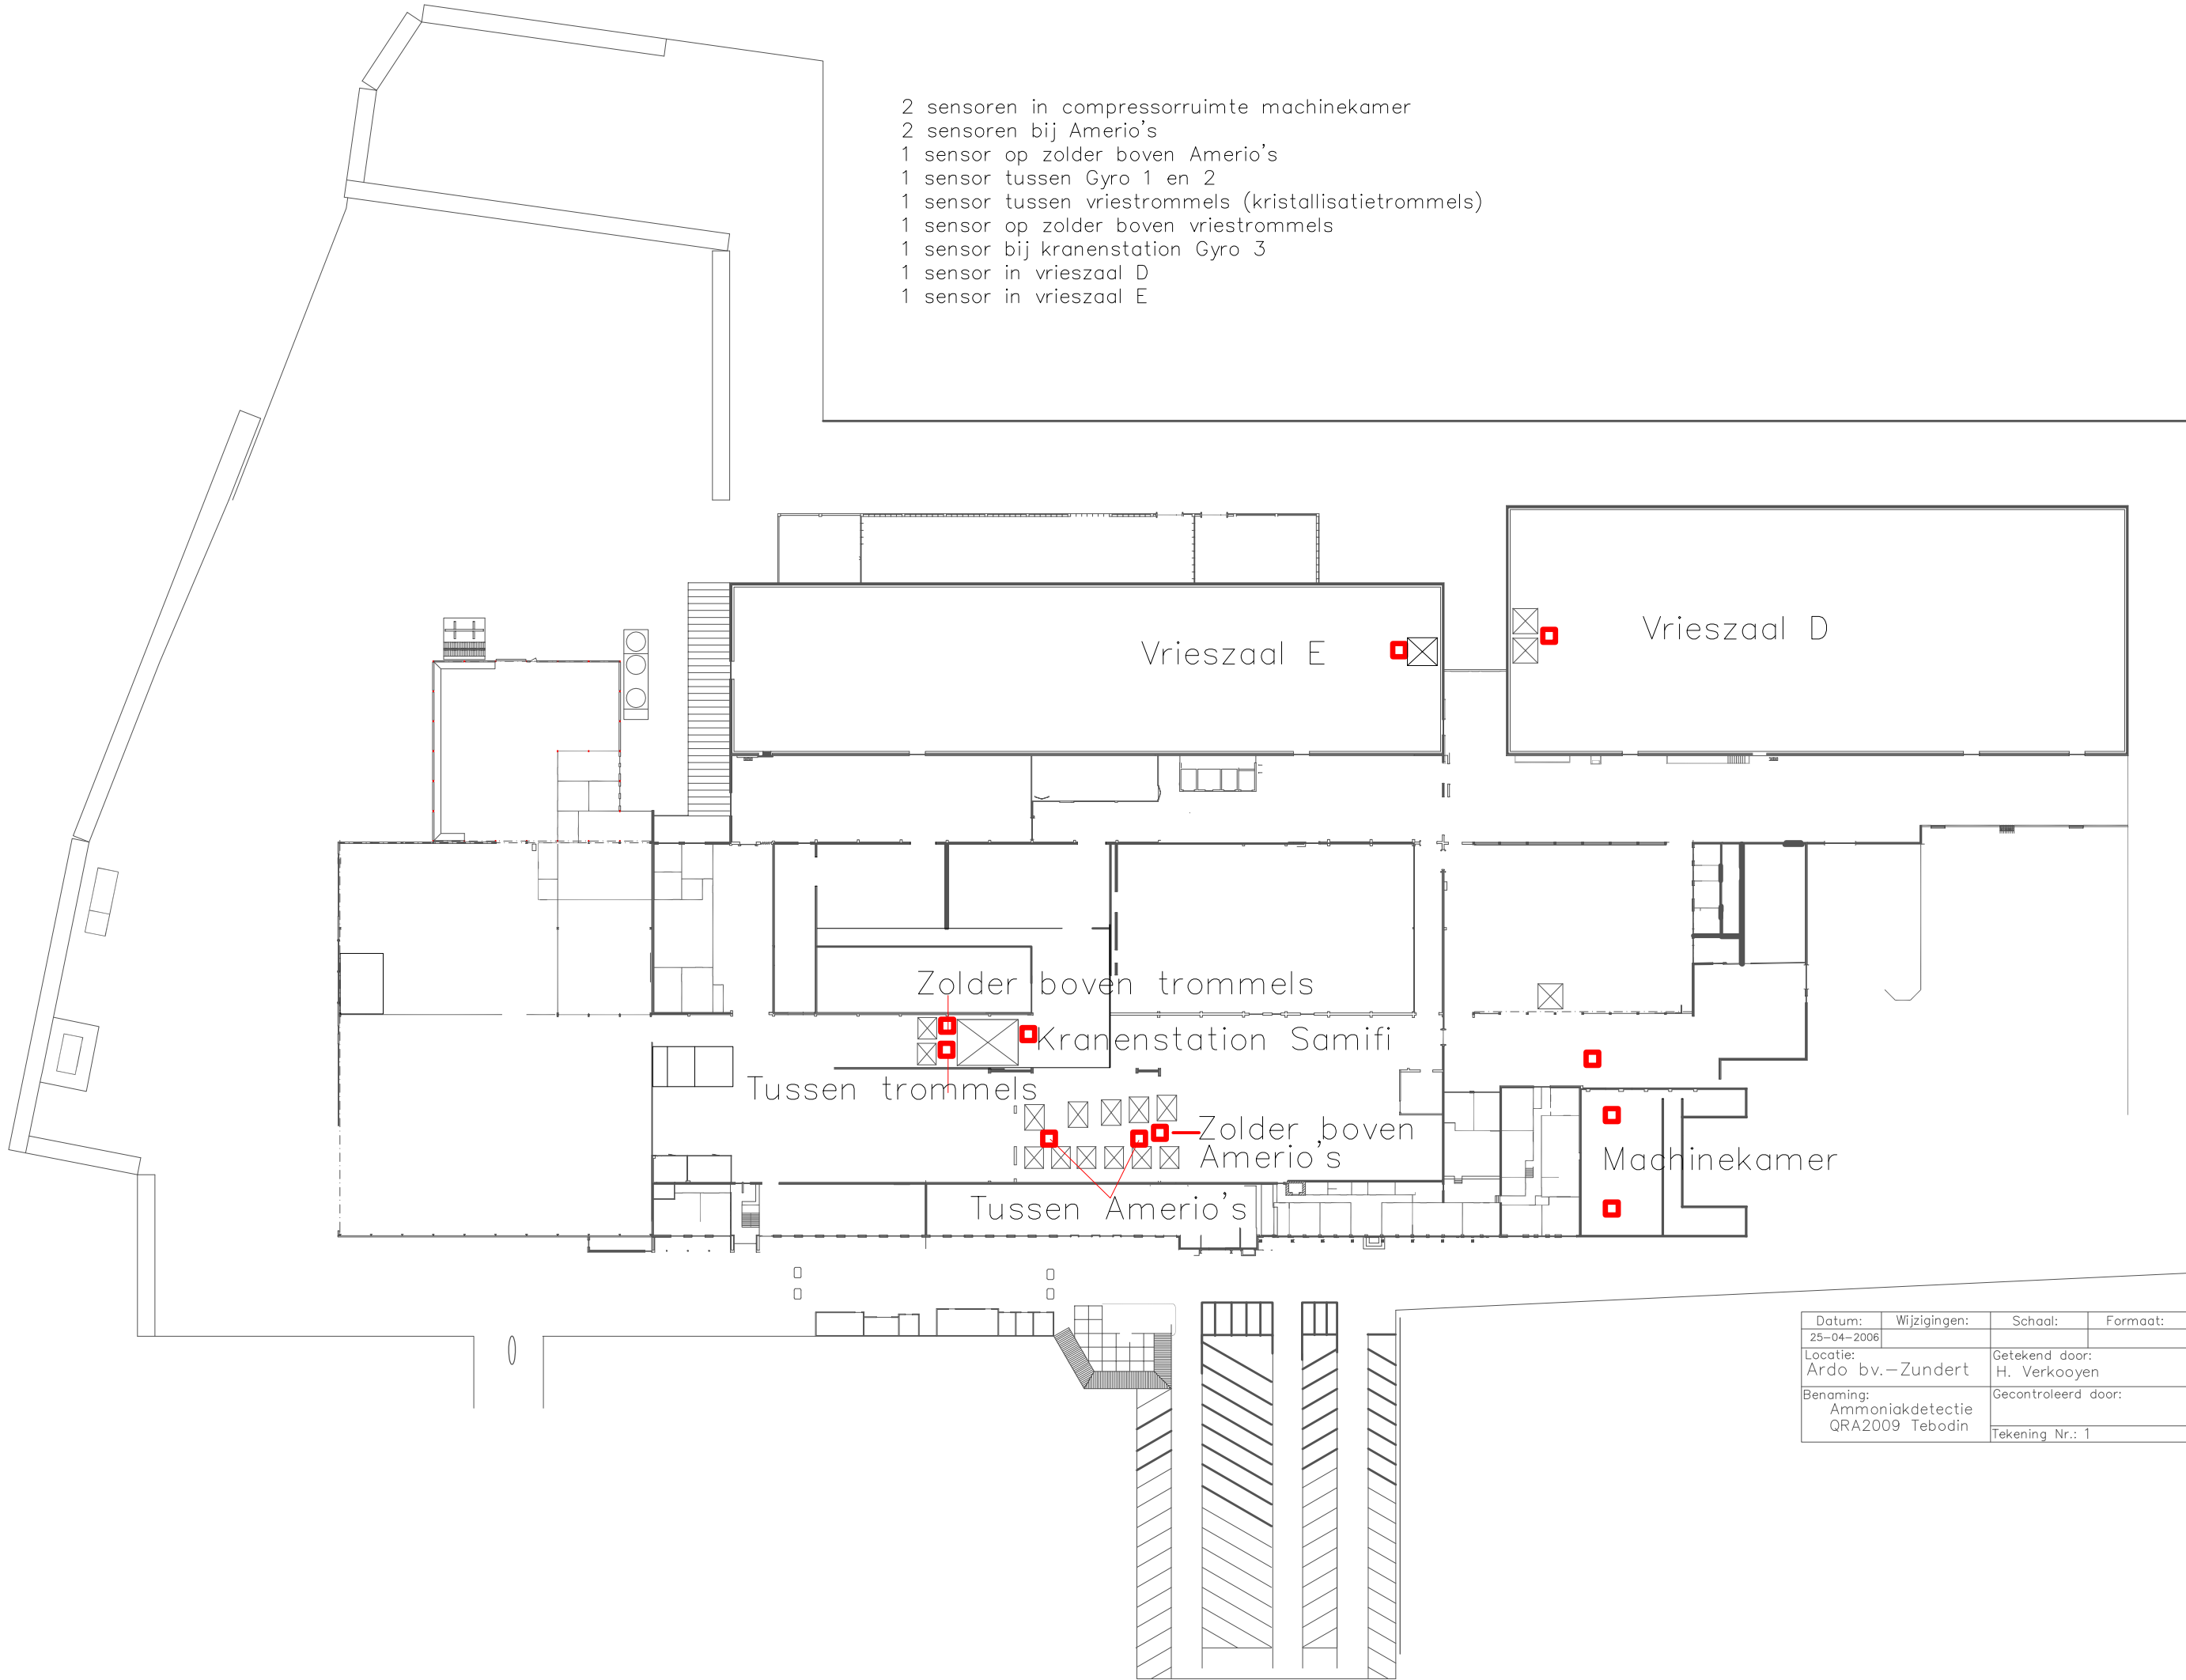 2 sensoren in compressorruimte machinekamer
2 sensoren bij Amerio's
1 sensor op zolder boven Amerio's
1 sensor tussen Gyro 1 en 2
1 sensor tussen vriestrommels (kristallisatietrommels)
1 sensor op zolder boven vriestrommels
1 sensor bij kranenstation Gyro 3
1 sensor in vrieszaal D
1 sensor in vrieszaal E
Vrieszaal D
Vrieszaal E
Zolder boven trommels
Kranenstation Samifi
Tussen trommels
Zolder boven
Amerio's
Machinekamer
Tussen Amerio's
Datum: Wijzigingen: Schaal: Formaat:
25-04-2006
Locatie: Getekend door:
Ardo bv.-Zundert H. Verkooyen
Benaming: Gecontroleerd door:
Ammoniakdetectie
QRA2009 Tebodin
Tekening Nr.: 1